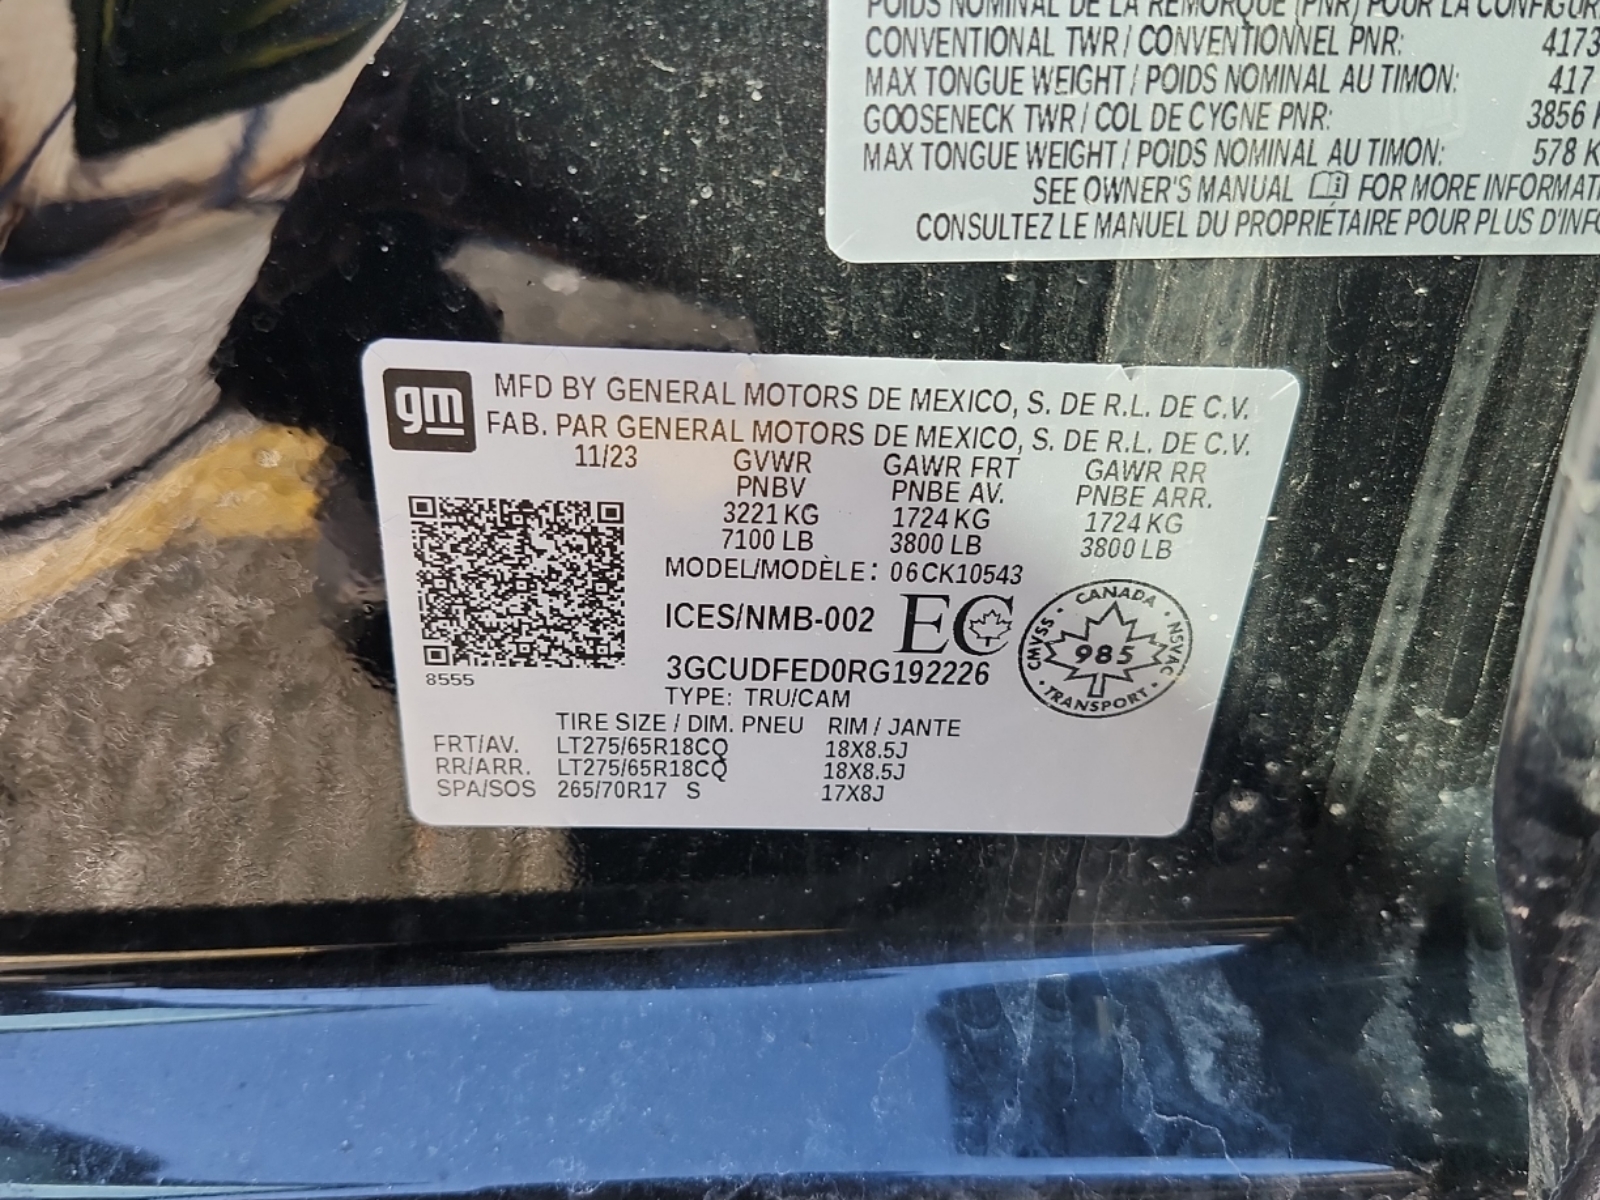 POIDS NOMINAL DE LA REMORQUE (PNR) POUR LA
CONVENTIONAL TWR / CONVENTIONNEL PNR: 4173
MAX TONGUE WEIGHT / POIDS NOMINAL AU TIMON: 417
GOOSENECK TWR / COL DE CYGNE PNR: 3856
MAX TONGUE WEIGHT / POIDS NOMINAL AU TIMON: 578 K
SEE OWNER'S MANUAL FOR MORE INFORMATI
CONSULTEZ LE MANUEL DU PROPRIÉTAIRE POUR PLUS D'INFO
gm
MFD BY GENERAL MOTORS DE MEXICO, S. DE R.L. DE C.V.
FAB. PAR GENERAL MOTORS DE MEXICO, S. DE R.L. DE C.V.
11/23 GVWR GAWR FRT GAWR RR
PNBV PNBE AV. PNBE ARR.
3221 KG 1724 KG 1724 KG
7100 LB 3800 LB 3800 LB
MODEL/MODÈLE: 06CK10543
ICES/NMB-002 EC
CANADA
CMVSS 985 NSVAC
TRANSPORT
3GCUDFED0RG192226
8555
TYPE: TRU/CAM
TIRE SIZE / DIM. PNEU RIM / JANTE
FRT/AV. LT275/65R18CQ 18X8.5J
RR/ARR. LT275/65R18CQ 18X8.5J
SPA/SOS 265/70R17 S 17X8J